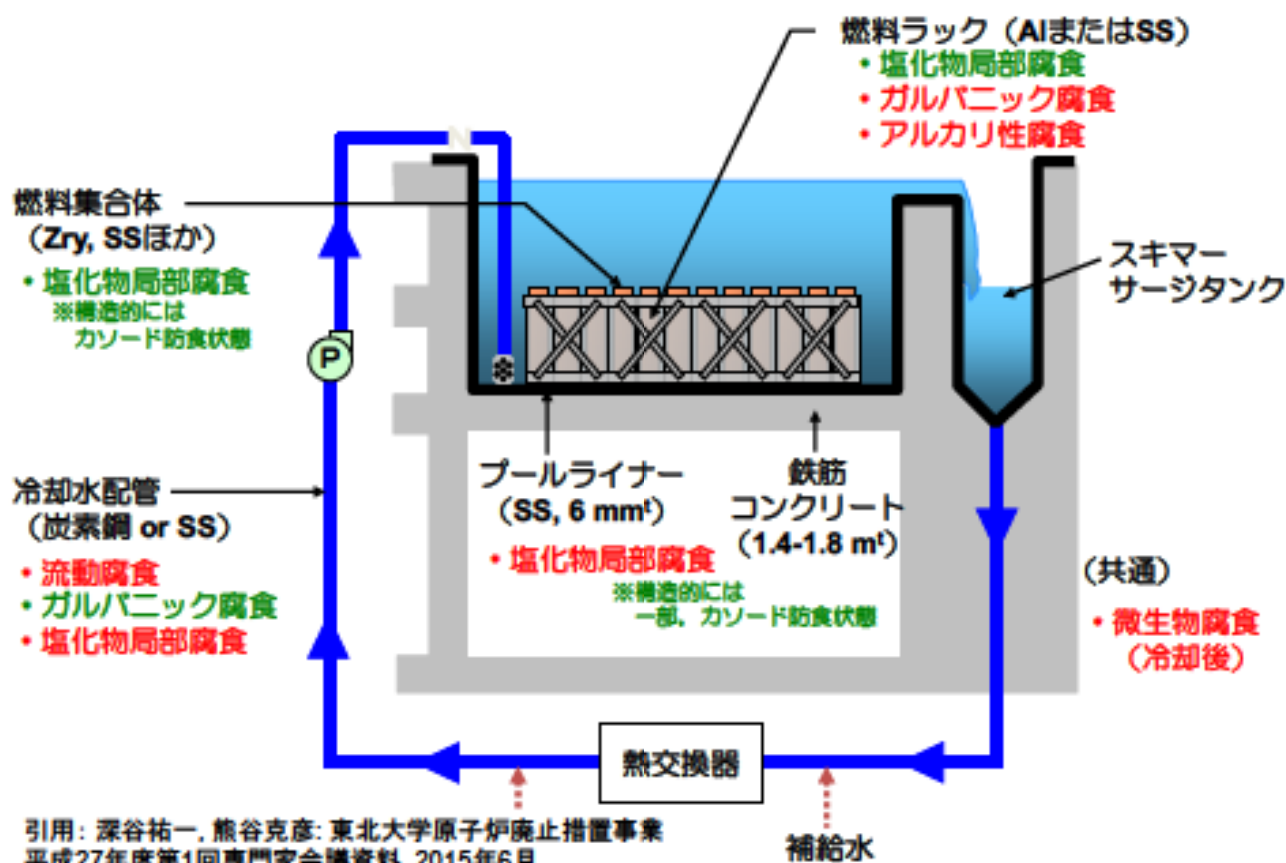 燃料ラック（AlまたはSS）
・塩化物局部腐食
・ガルバニック腐食
・アルカリ性腐食
N
燃料集合体
（Zry, SSほか）
・塩化物局部腐食
※構造的には
カソード防食状態
P
スキマー
サージタンク
冷却水配管
（炭素鋼 or SS）
・流動腐食
・ガルバニック腐食
・塩化物局部腐食
プールライナー
（SS, 6 mmᵗ）
・塩化物局部腐食
※構造的には
一部、カソード防食状態
鉄筋
コンクリート
（1.4-1.8 mᵗ）
（共通）
・微生物腐食
（冷却後）
熱交換器
補給水
引用: 深谷祐一, 熊谷克彦: 東北大学原子炉廃止措置事業
平成27年度第1回専門家会議資料, 2015年6月